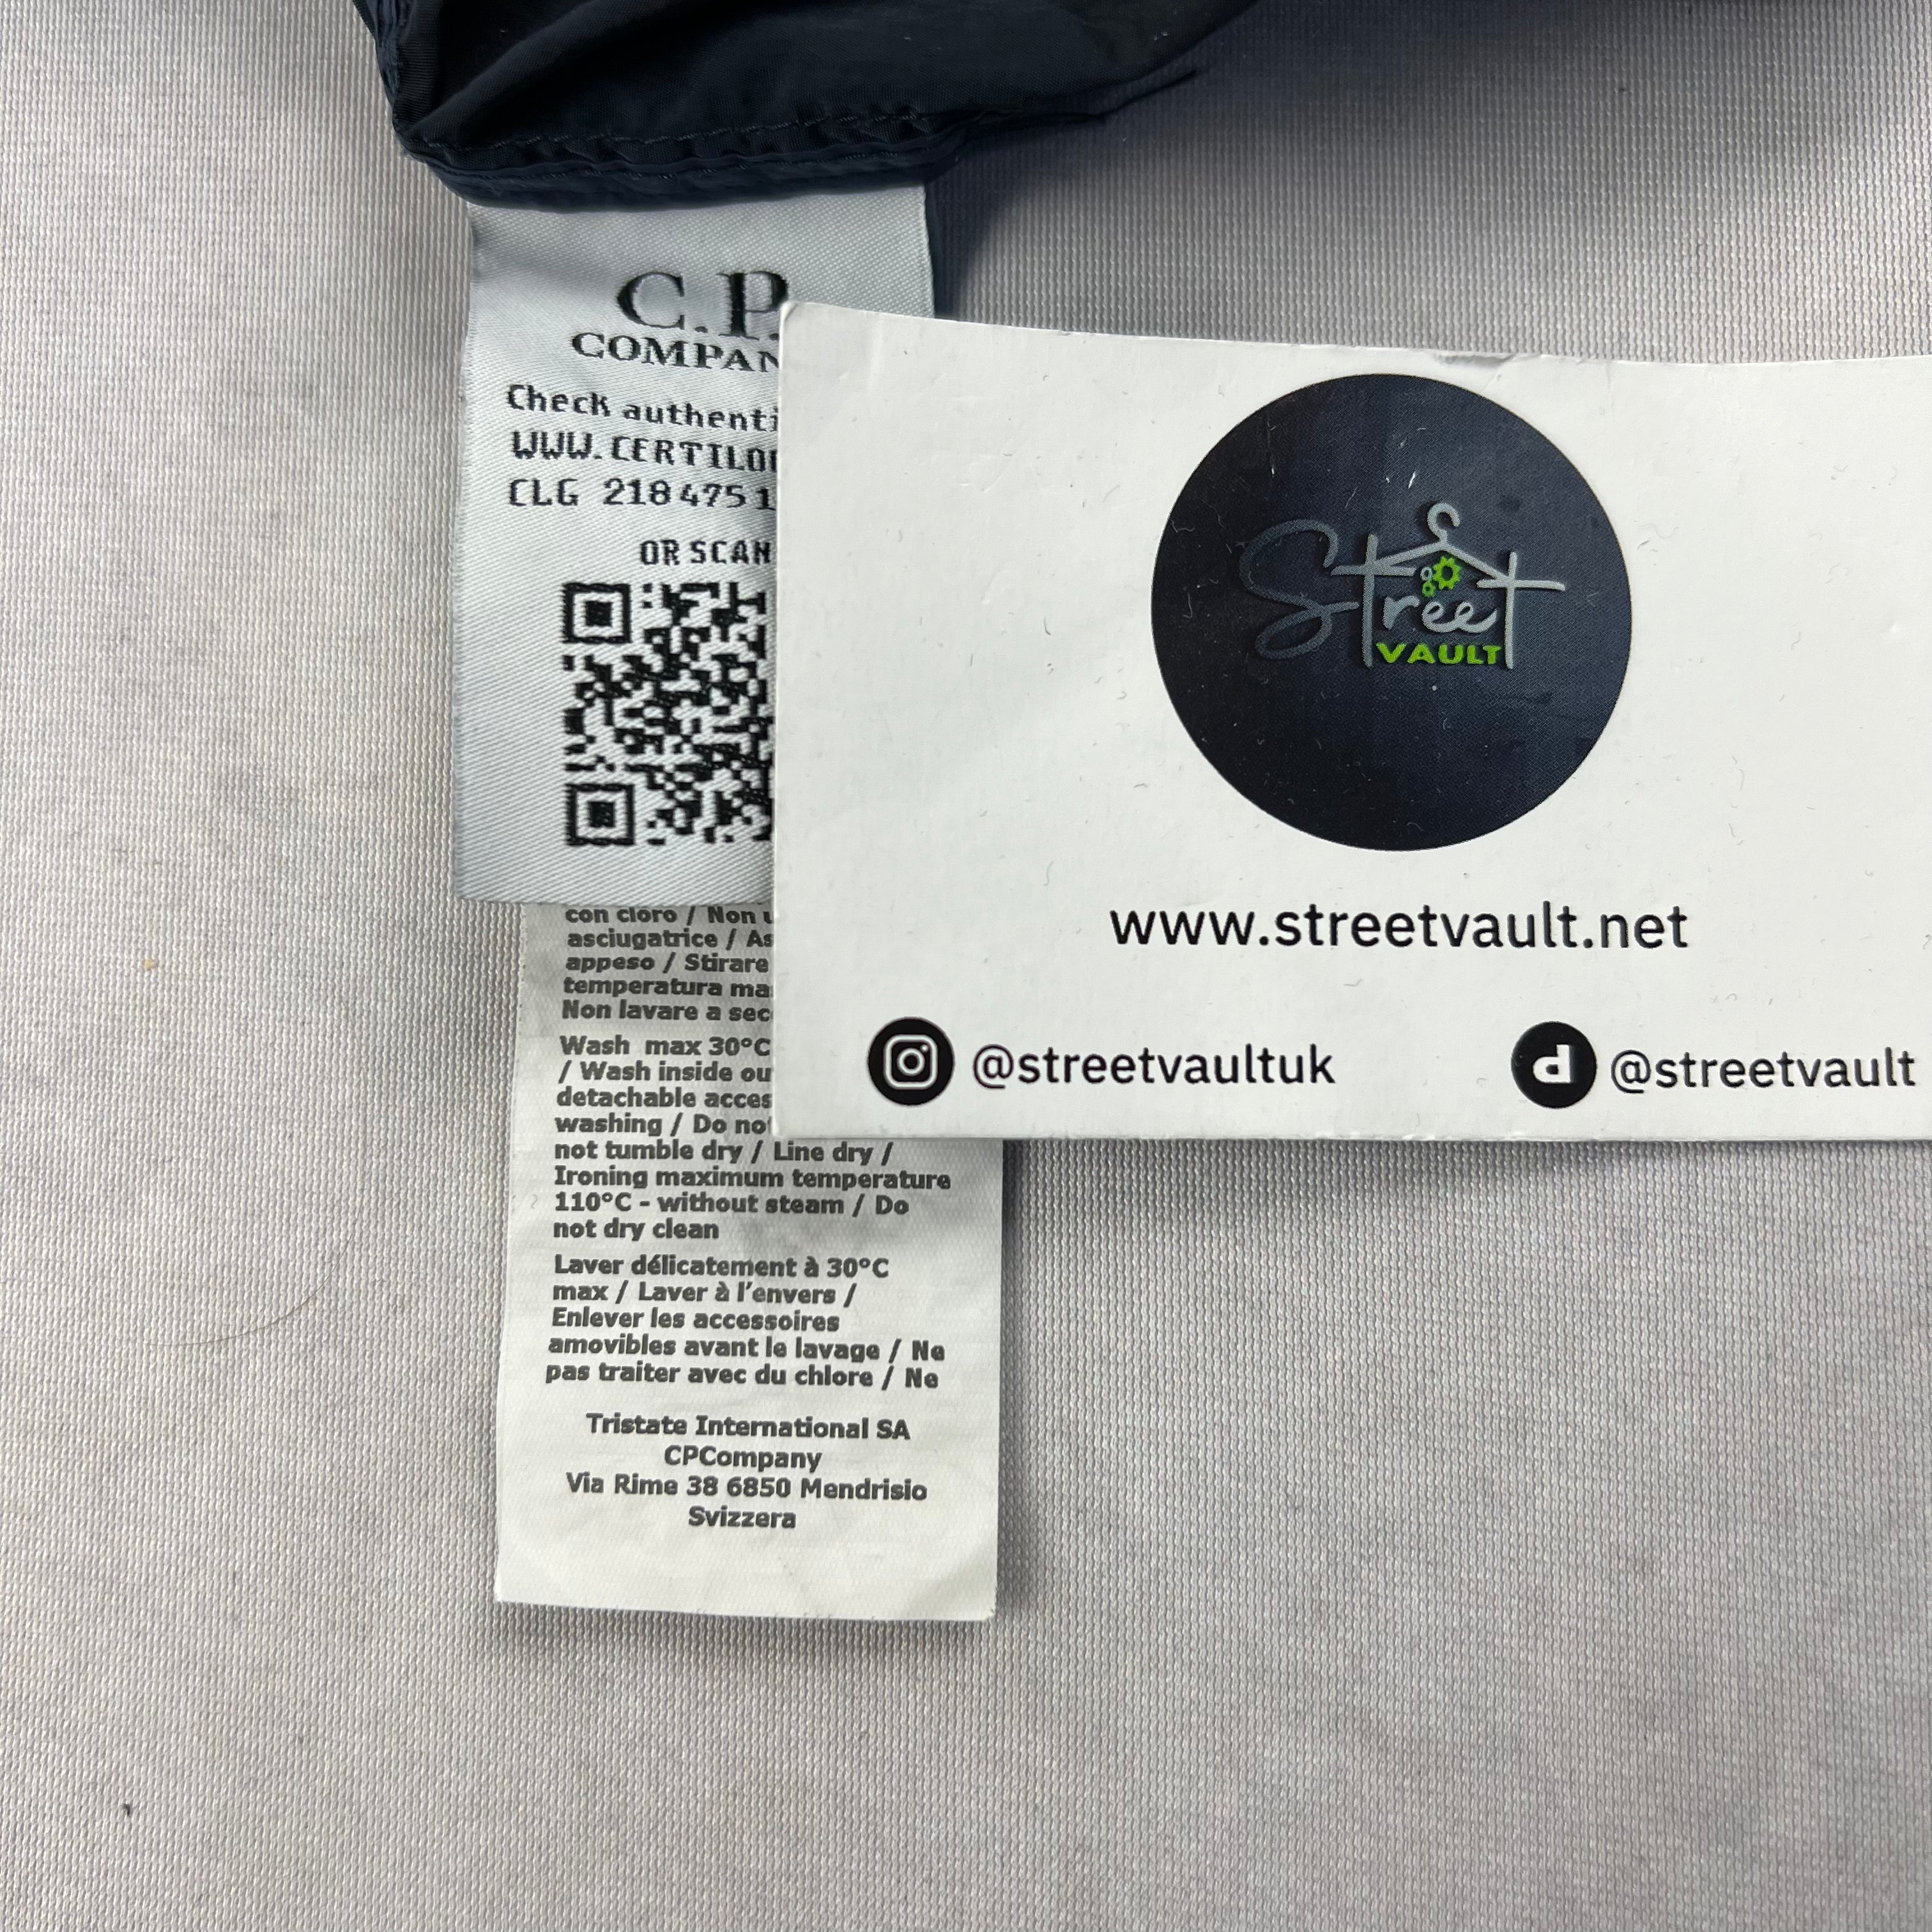 C.P.
COMPAN
Check authenti
WWW.CERTILO
CLG 218 475 1
OR SCAN
con cloro / Non
asciugatrice / As
appeso / Stirare
temperatura ma
Non lavare a sec
Wash max 30°C
/ Wash inside ou
detachable acces
washing / Do not
not tumble dry / Line dry /
Ironing maximum temperature
110°C - without steam / Do
not dry clean
Laver délicatement à 30°C
max / Laver à l'envers /
Enlever les accessoires
amovibles avant le lavage / Ne
pas traiter avec du chlore / Ne
Tristate International SA
CPCompany
Via Rime 38 6850 Mendrisio
Svizzera
Street
VAULT
www.streetvault.net
@streetvaultuk
@streetvault